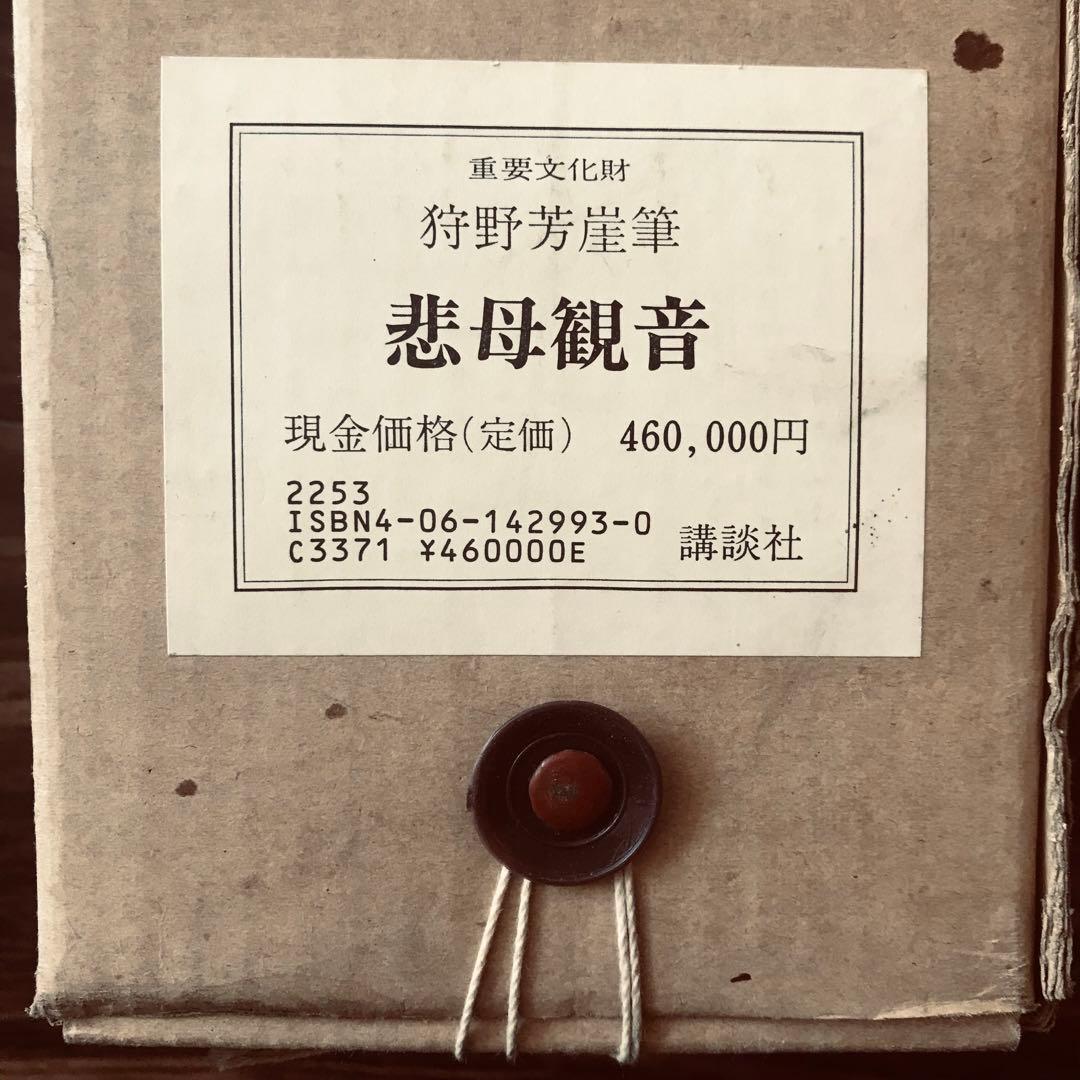 重要文化財
狩野芳崖筆
悲母観音
現金価格(定価) 460,000円
2253
ISBN4-06-142993-0
C3371 ¥460000E
講談社